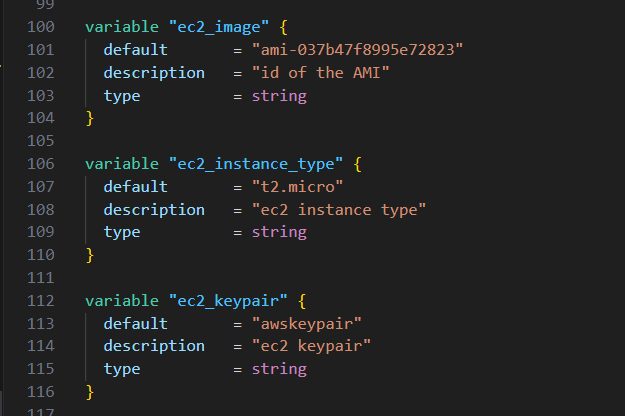 99
100 variable "ec2_image" {
101 default = "ami-037b47f8995e72823"
102 description = "id of the AMI"
103 type = string
104 }
105
106 variable "ec2_instance_type" {
107 default = "t2.micro"
108 description = "ec2 instance type"
109 type = string
110 }
111
112 variable "ec2_keypair" {
113 default = "awskeypair"
114 description = "ec2 keypair"
115 type = string
116 }
117